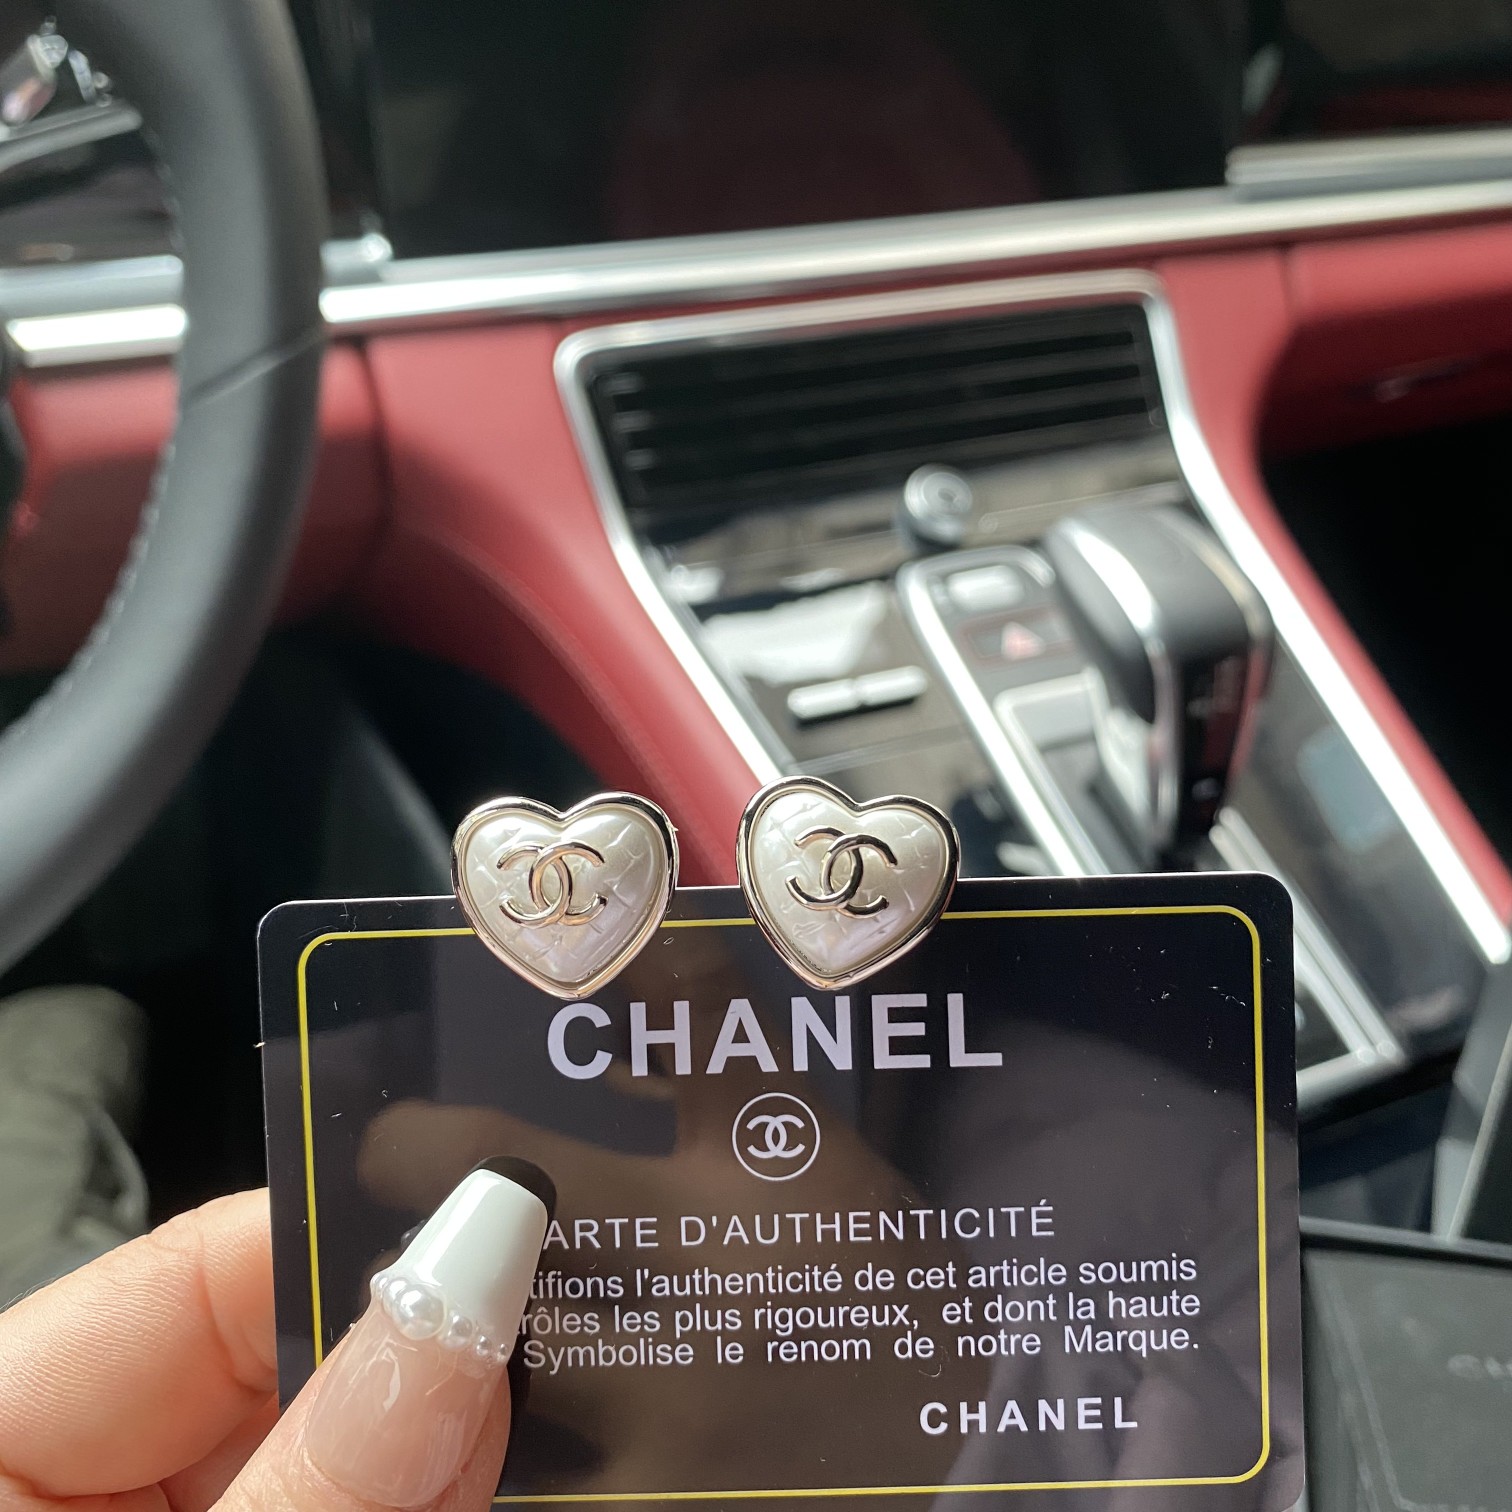 CHANEL
ARTE D'AUTHENTICITÉ
tifions l'authenticité de cet article soumis
rôles les plus rigoureux, et dont la haute
Symbolise le renom de notre Marque.
CHANEL